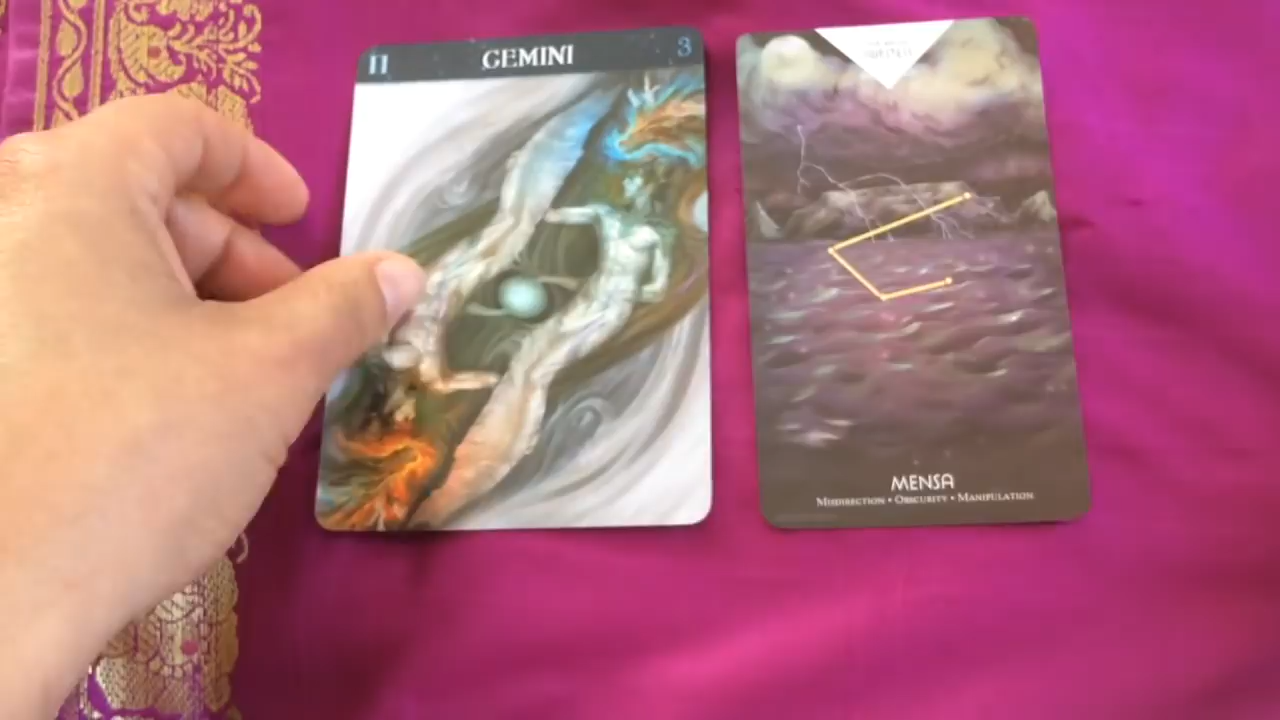 II
GEMINI
3
MENSA
MISDIRECTION • OBSCURITY • MANIPULATION